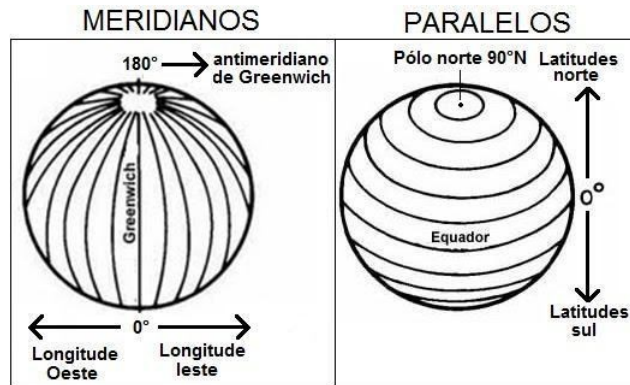 MERIDIANOS
180° antimeridiano
de Greenwich
Greenwich
0°
Longitude
Oeste
Longitude
leste
PARALELOS
Pólo norte 90°N
Latitudes
norte
0°
Equador
Latitudes
sul